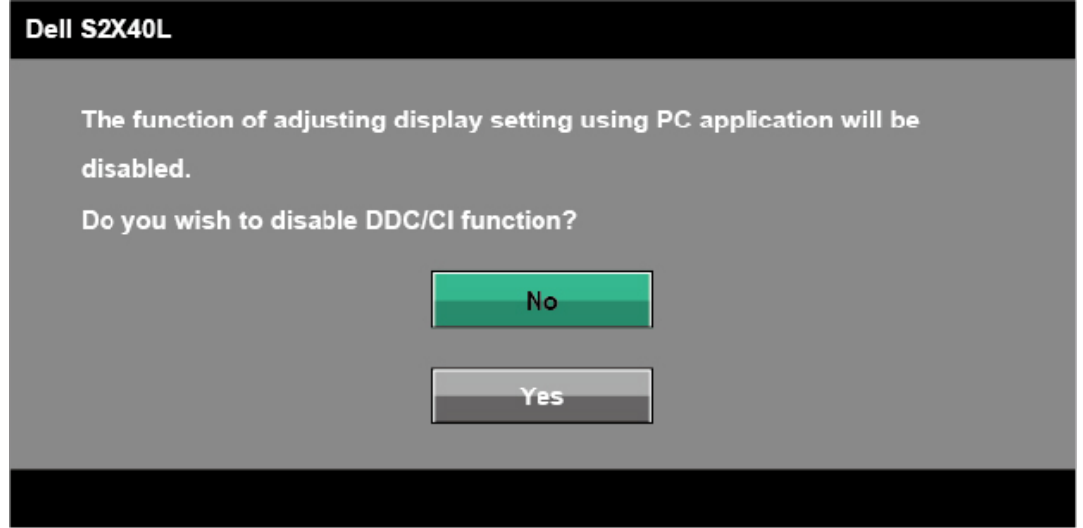 Dell S2X40L
The function of adjusting display setting using PC application will be
disabled.
Do you wish to disable DDC/CI function?
No
Yes